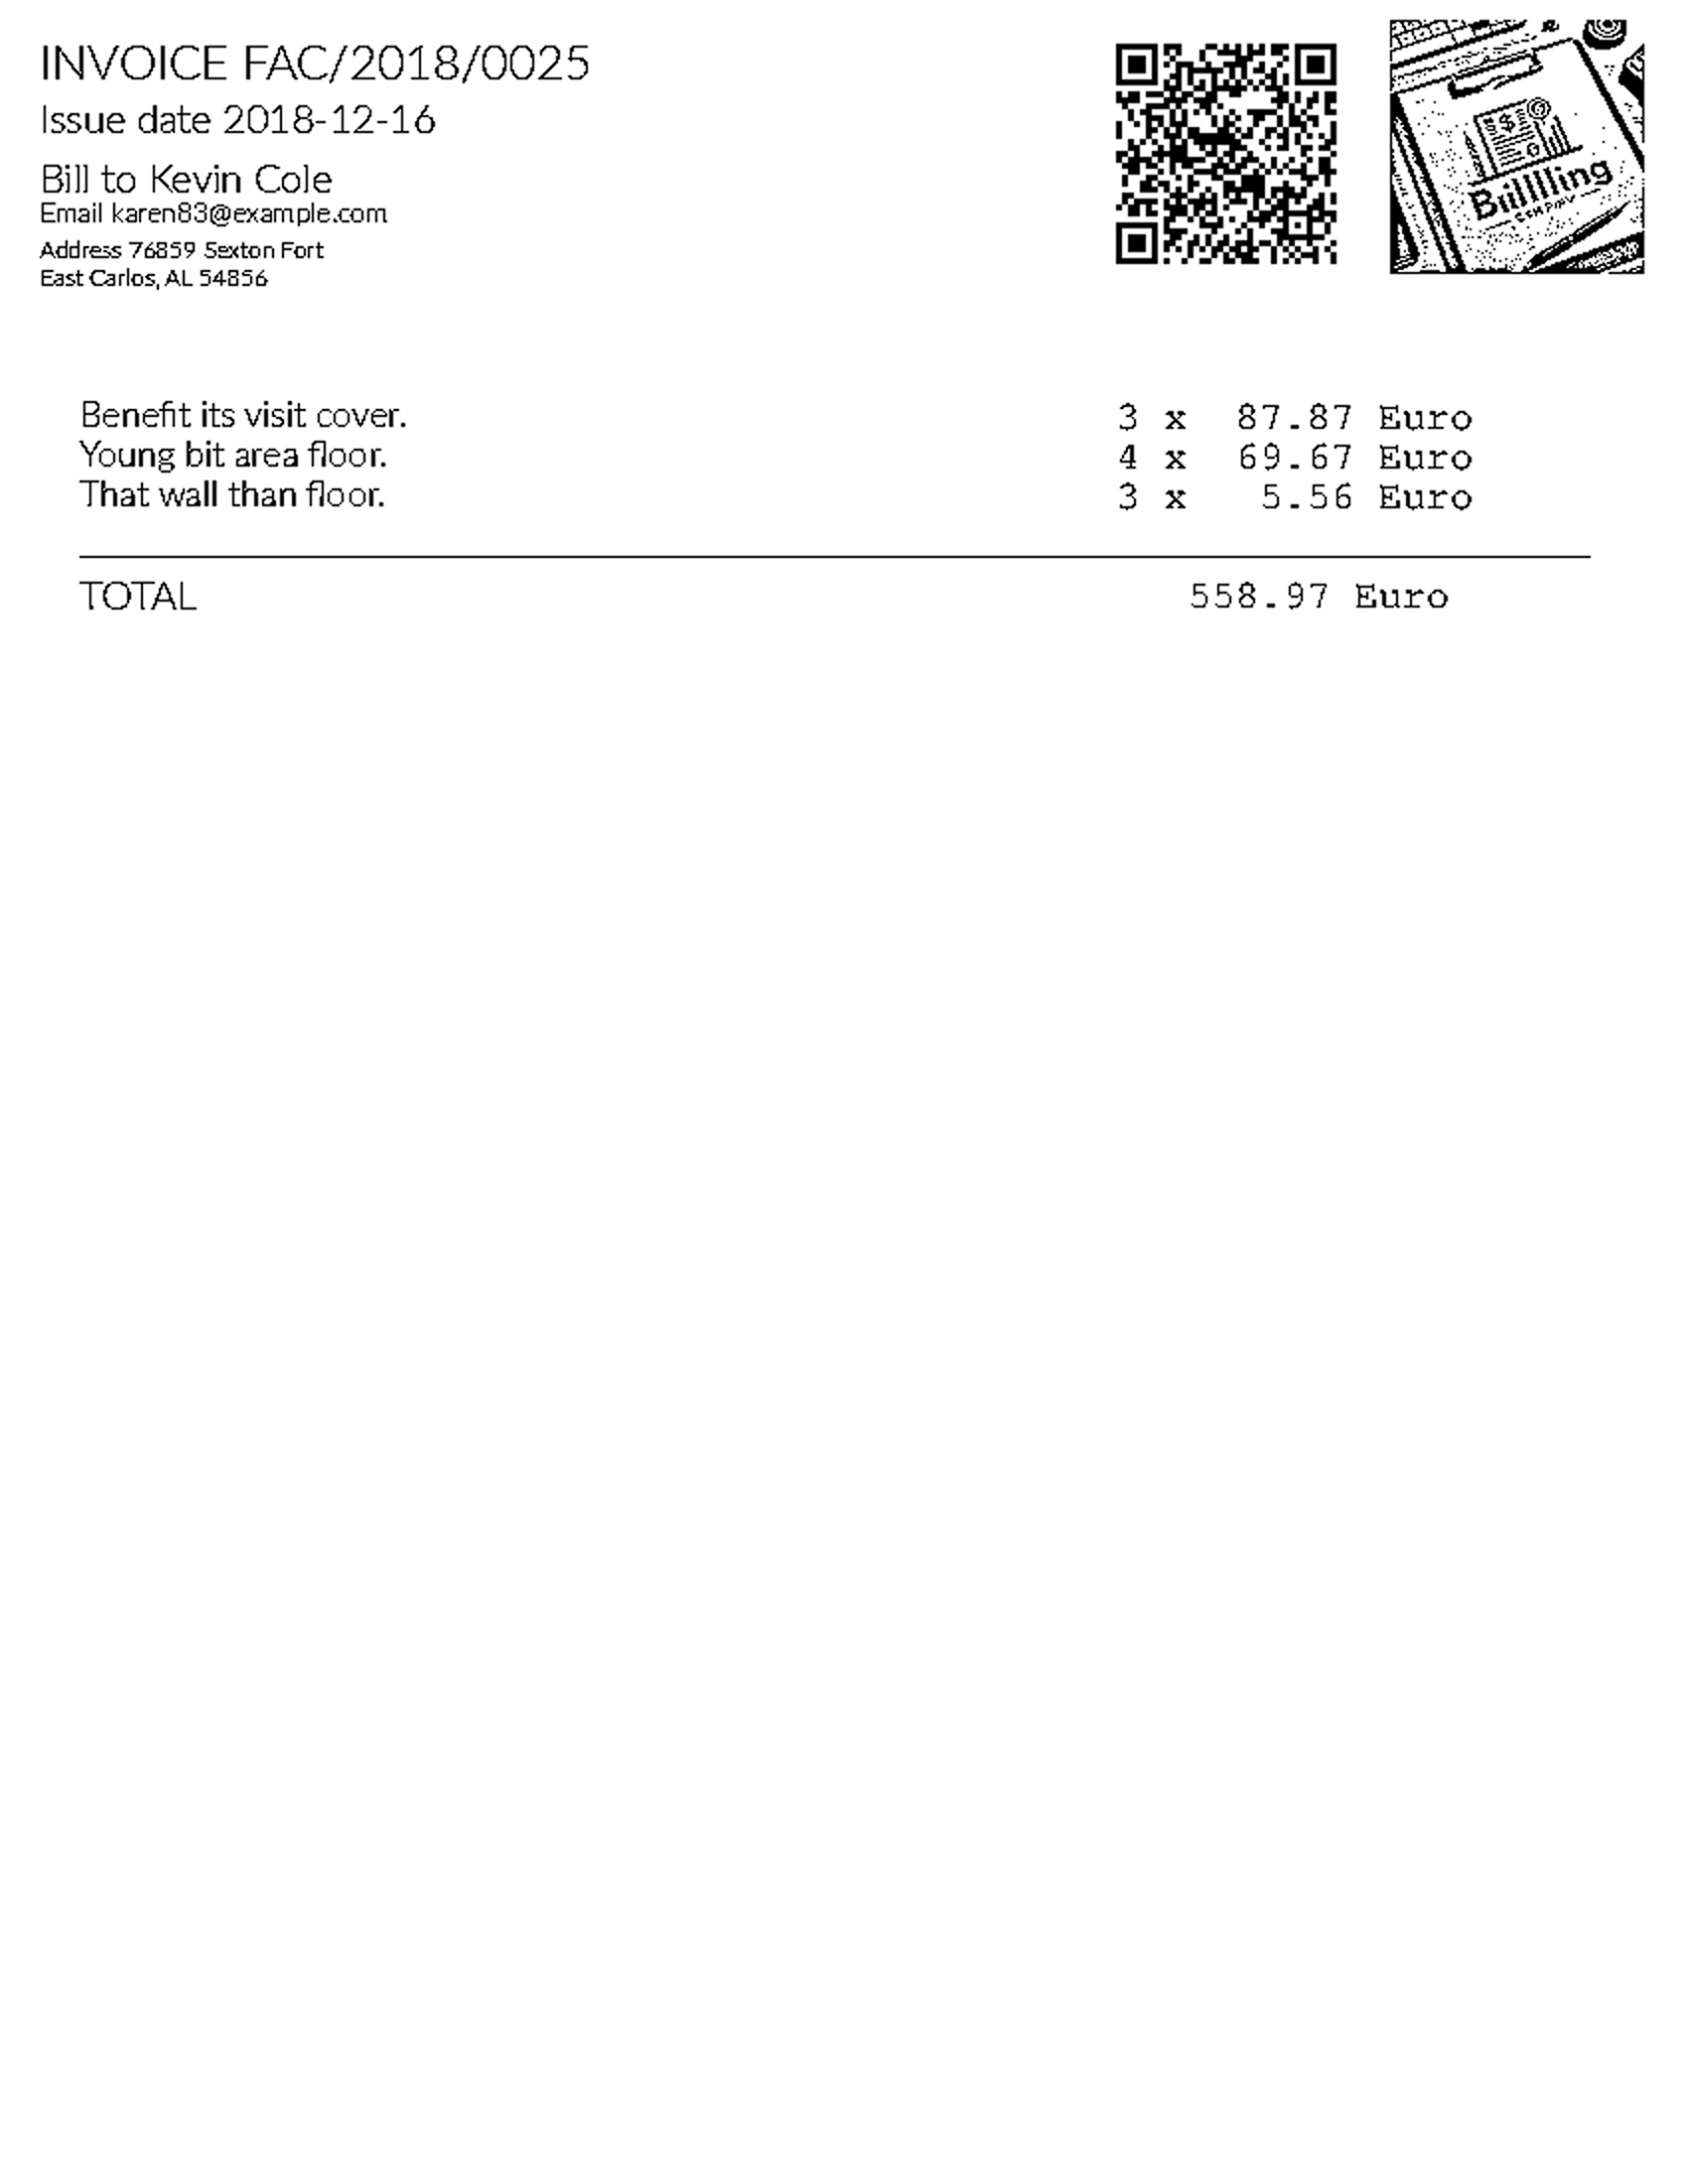 INVOICE FAC/2018/0025
Issue date 2018-12-16
Bill to Kevin Cole
Email karen83@example.com
Address 76859 Sexton Fort
East Carlos, AL 54856
Billlling
Benefit its visit cover. 3 x 87.87 Euro
Young bit area floor. 4 x 69.67 Euro
That wall than floor. 3 x 5.56 Euro
TOTAL 558.97 Euro